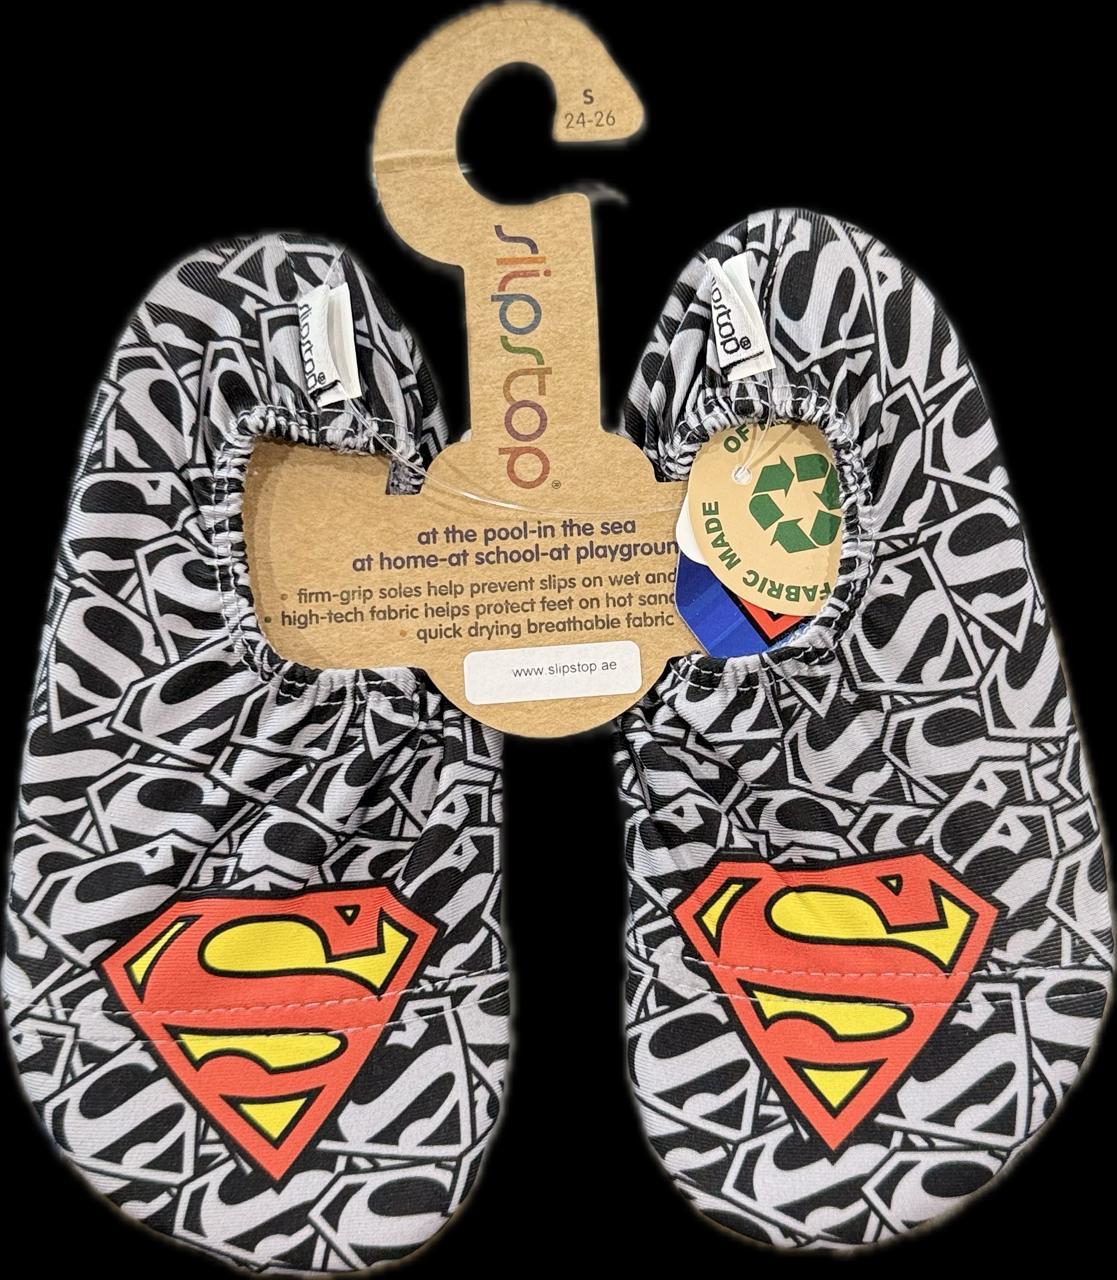 S
24-26
slipstop®
slipstop®
slipstop®
at the pool-in the sea
at home-at school-at playgroun
• firm-grip soles help prevent slips on wet and
• high-tech fabric helps protect feet on hot sand
• quick drying breathable fabric
www.slipstop.ae
FABRIC MADE OF